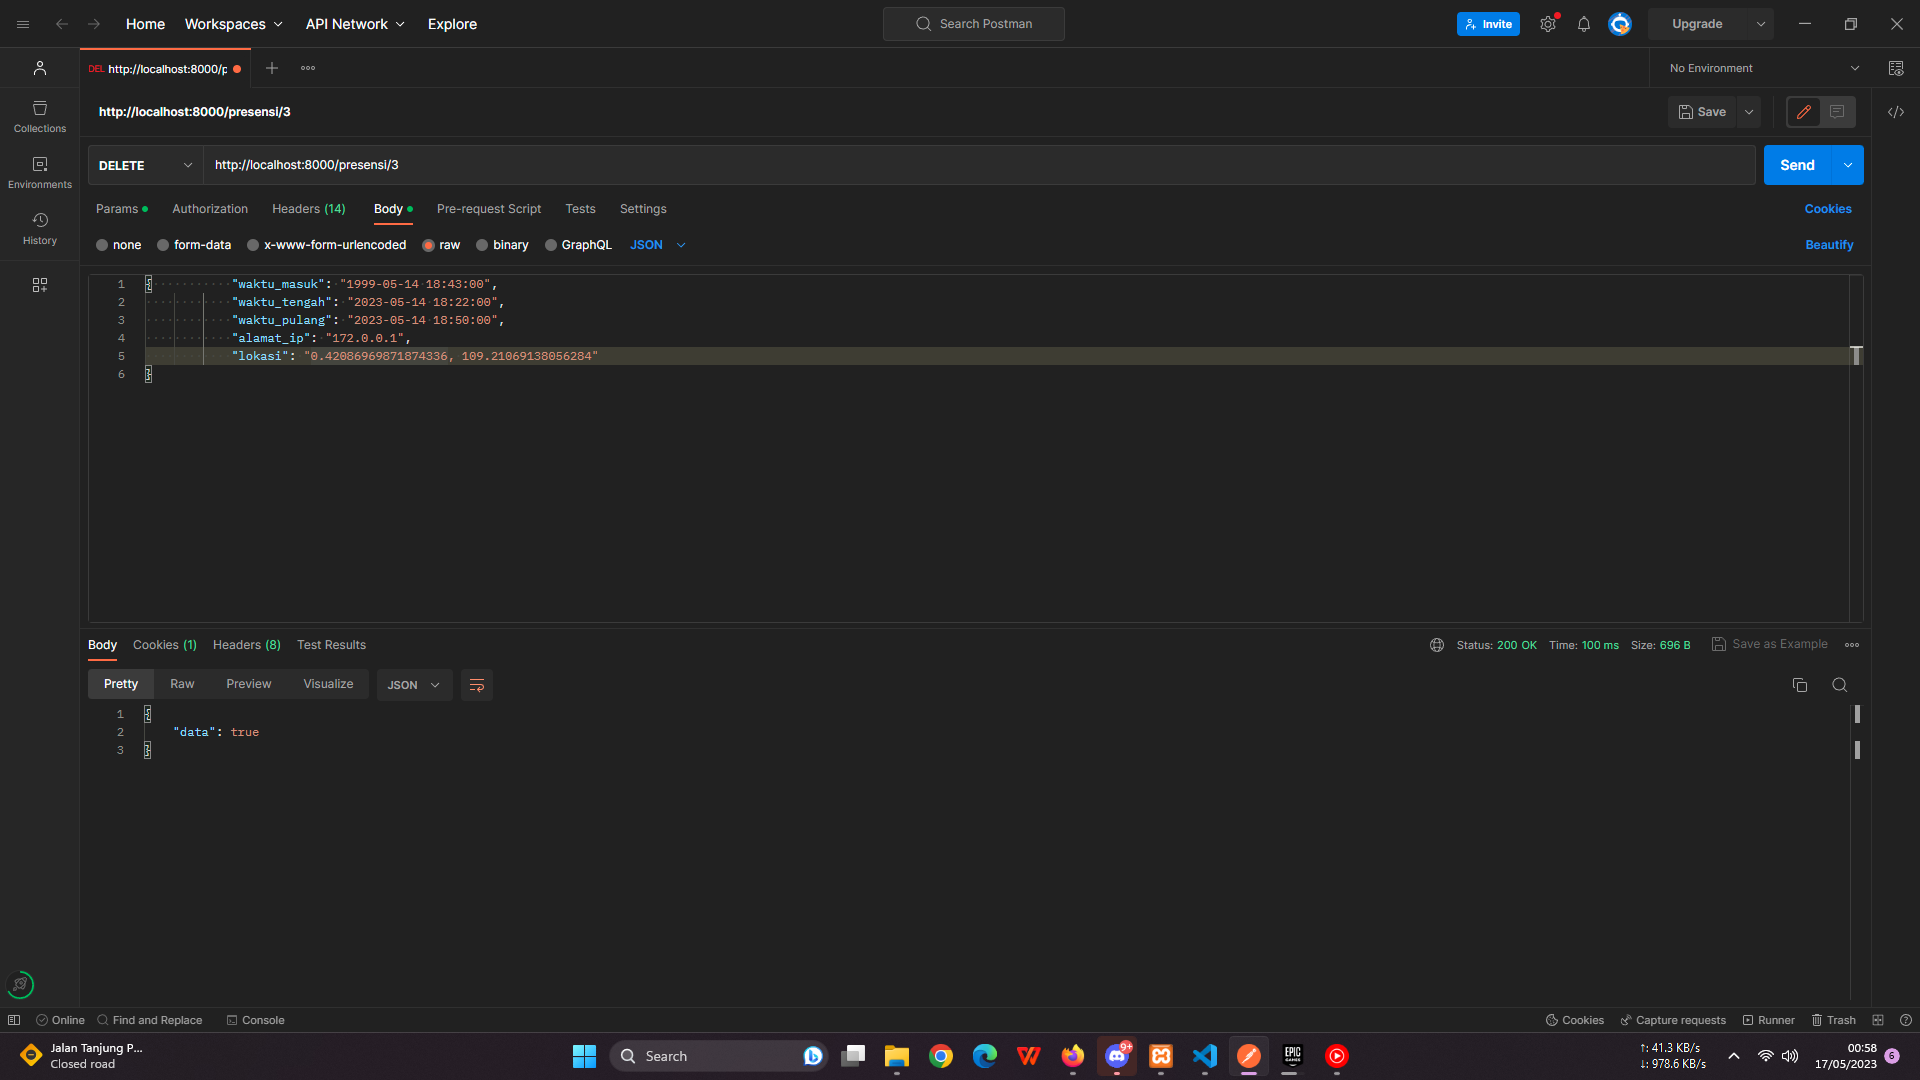 Home
Workspaces
API Network
Explore
Search Postman
Invite
Upgrade
DEL http://localhost:8000/p
No Environment
http://localhost:8000/presensi/3
Save
Collections
Environments
History
DELETE
http://localhost:8000/presensi/3
Send
Params
Authorization
Headers (14)
Body
Pre-request Script
Tests
Settings
Cookies
none
form-data
x-www-form-urlencoded
raw
binary
GraphQL
JSON
Beautify
1 { "waktu_masuk": "1999-05-14 18:43:00",
2 "waktu_tengah": "2023-05-14 18:22:00",
3 "waktu_pulang": "2023-05-14 18:50:00",
4 "alamat_ip": "172.0.0.1",
5 "lokasi": "0.42086969871874336, 109.21069138056284"
6 }
Body
Cookies (1)
Headers (8)
Test Results
Status: 200 OK
Time: 100 ms
Size: 696 B
Save as Example
Pretty
Raw
Preview
Visualize
JSON
1 {
2 "data": true
3 }
Online
Find and Replace
Console
Cookies
Capture requests
Runner
Trash
Jalan Tanjung P...
Closed road
Search
9+
EPIC GAMES
↑: 41.3 KB/s
↓: 978.6 KB/s
00:58
17/05/2023
6